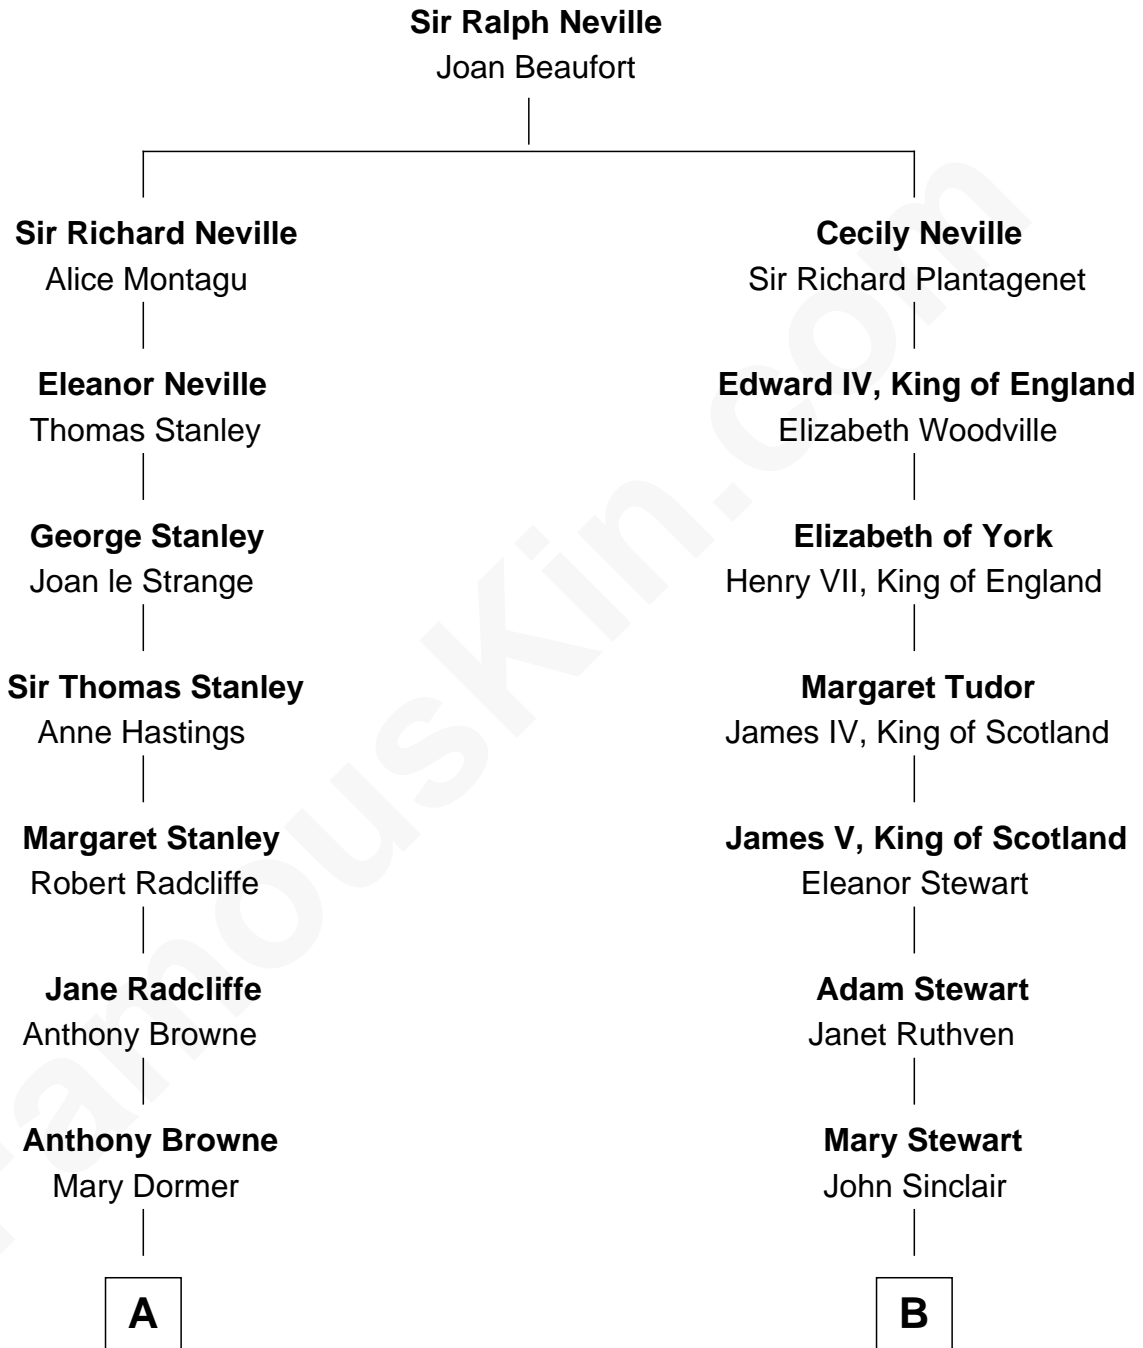 Sir Ralph Neville
Joan Beaufort
Sir Richard Neville
Alice Montagu
Cecily Neville
Sir Richard Plantagenet
Eleanor Neville
Thomas Stanley
Edward IV, King of England
Elizabeth Woodville
George Stanley
Joan le Strange
Elizabeth of York
Henry VII, King of England
Sir Thomas Stanley
Anne Hastings
Margaret Tudor
James IV, King of Scotland
Margaret Stanley
Robert Radcliffe
James V, King of Scotland
Eleanor Stewart
Jane Radcliffe
Anthony Browne
Adam Stewart
Janet Ruthven
Anthony Browne
Mary Dormer
Mary Stewart
John Sinclair
A
B
FamousKin.com